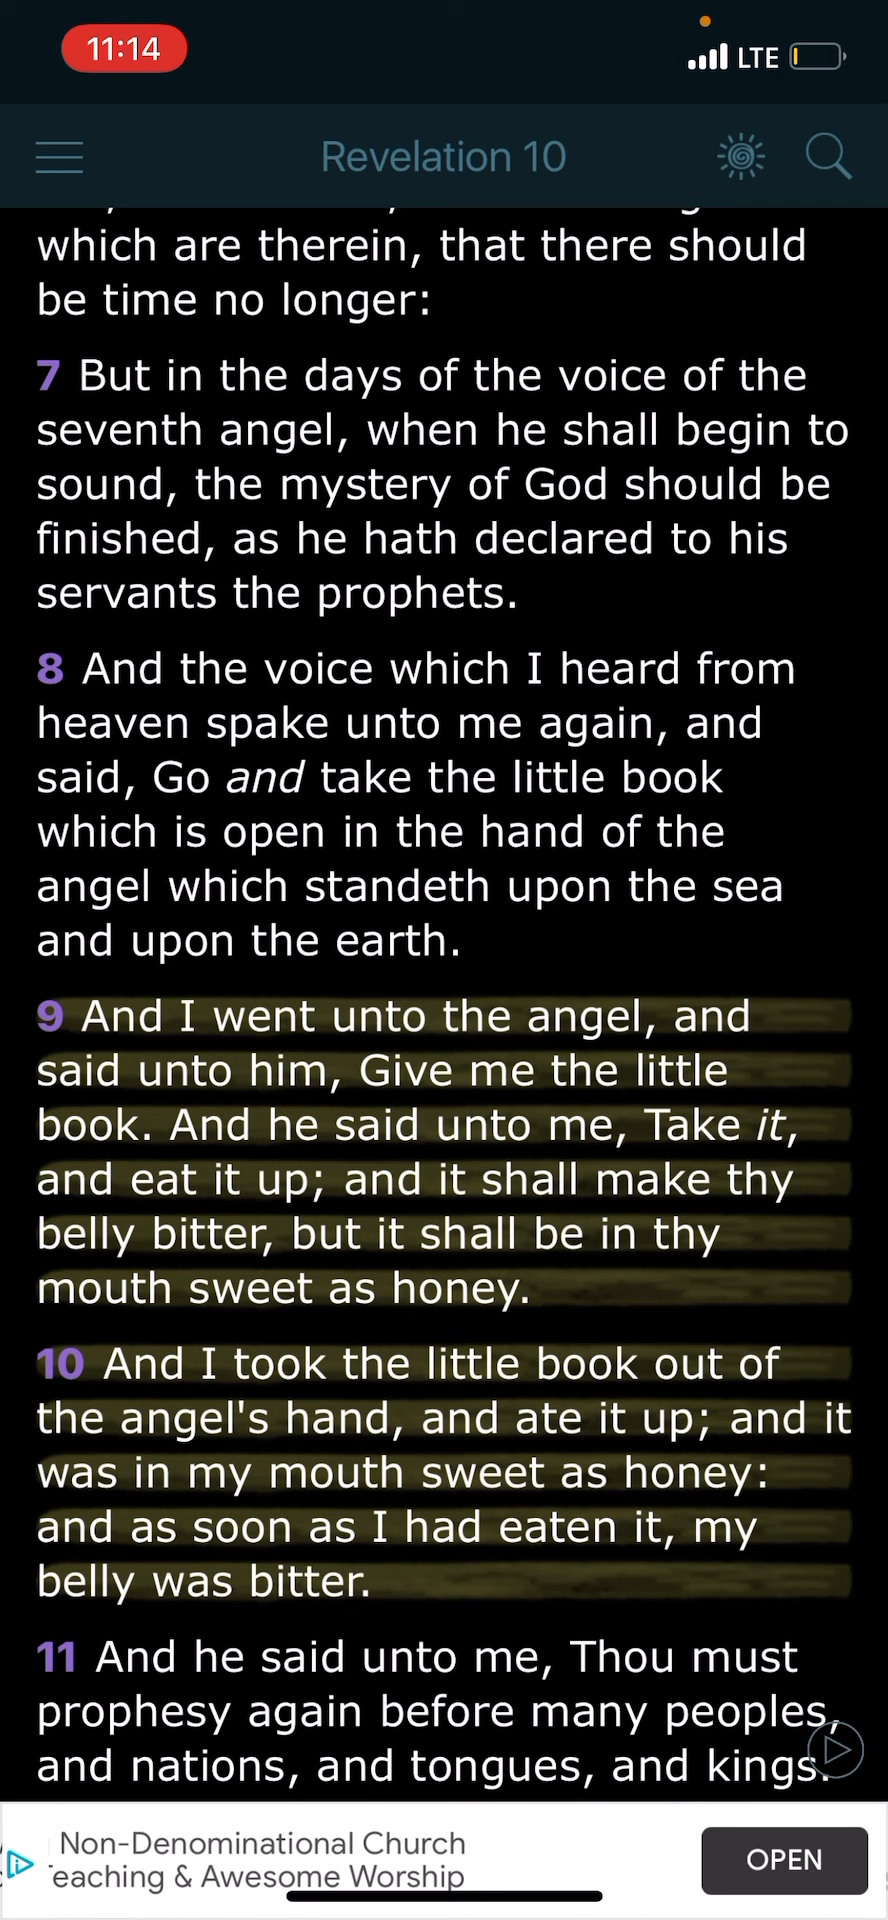 11:14
LTE
Revelation 10
which are therein, that there should
be time no longer:
7 But in the days of the voice of the
seventh angel, when he shall begin to
sound, the mystery of God should be
finished, as he hath declared to his
servants the prophets.
8 And the voice which I heard from
heaven spake unto me again, and
said, Go and take the little book
which is open in the hand of the
angel which standeth upon the sea
and upon the earth.
9 And I went unto the angel, and
said unto him, Give me the little
book. And he said unto me, Take it,
and eat it up; and it shall make thy
belly bitter, but it shall be in thy
mouth sweet as honey.
10 And I took the little book out of
the angel's hand, and ate it up; and it
was in my mouth sweet as honey:
and as soon as I had eaten it, my
belly was bitter.
11 And he said unto me, Thou must
prophesy again before many peoples,
and nations, and tongues, and kings.
Non-Denominational Church
eaching & Awesome Worship
OPEN